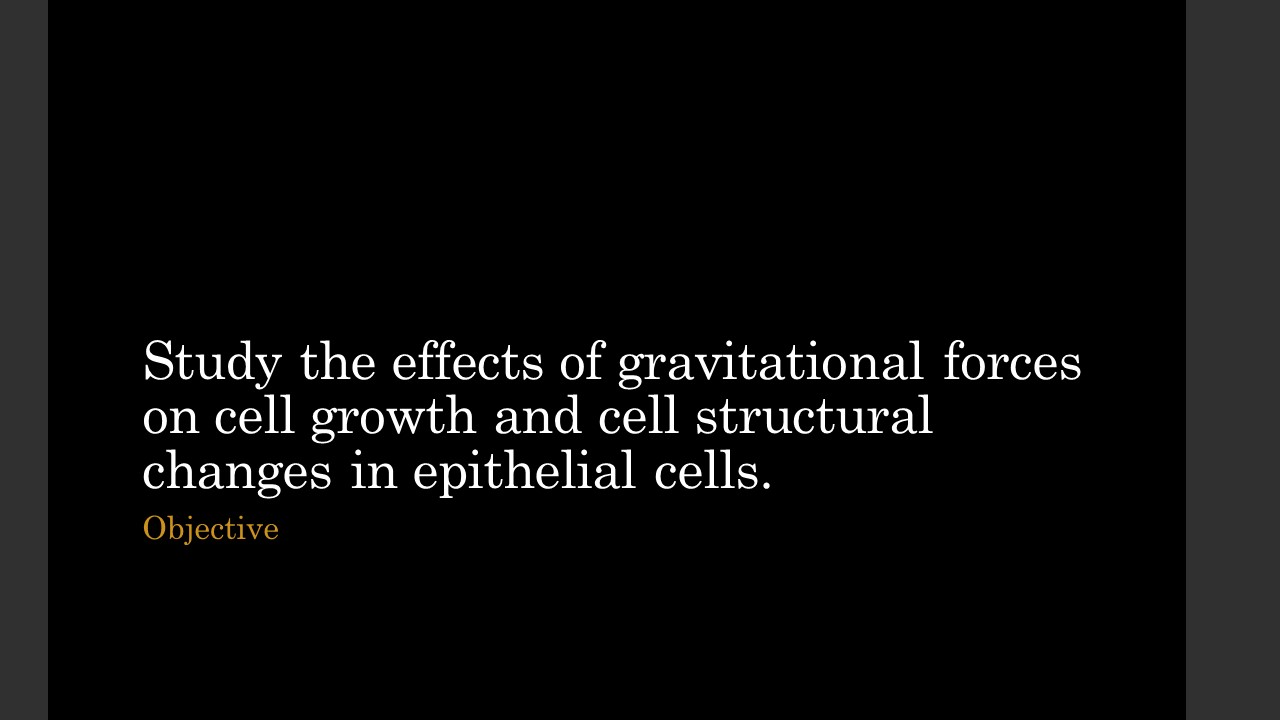 Study the effects of gravitational forces
on cell growth and cell structural
changes in epithelial cells.
Objective